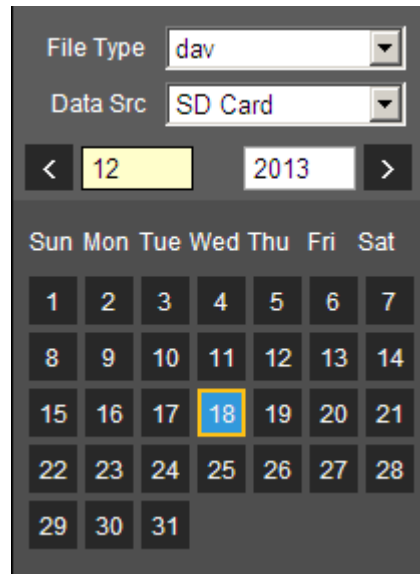 File Type dav
Data Src SD Card
< 12 2013 >
Sun Mon Tue Wed Thu Fri Sat
1 2 3 4 5 6 7
8 9 10 11 12 13 14
15 16 17 18 19 20 21
22 23 24 25 26 27 28
29 30 31